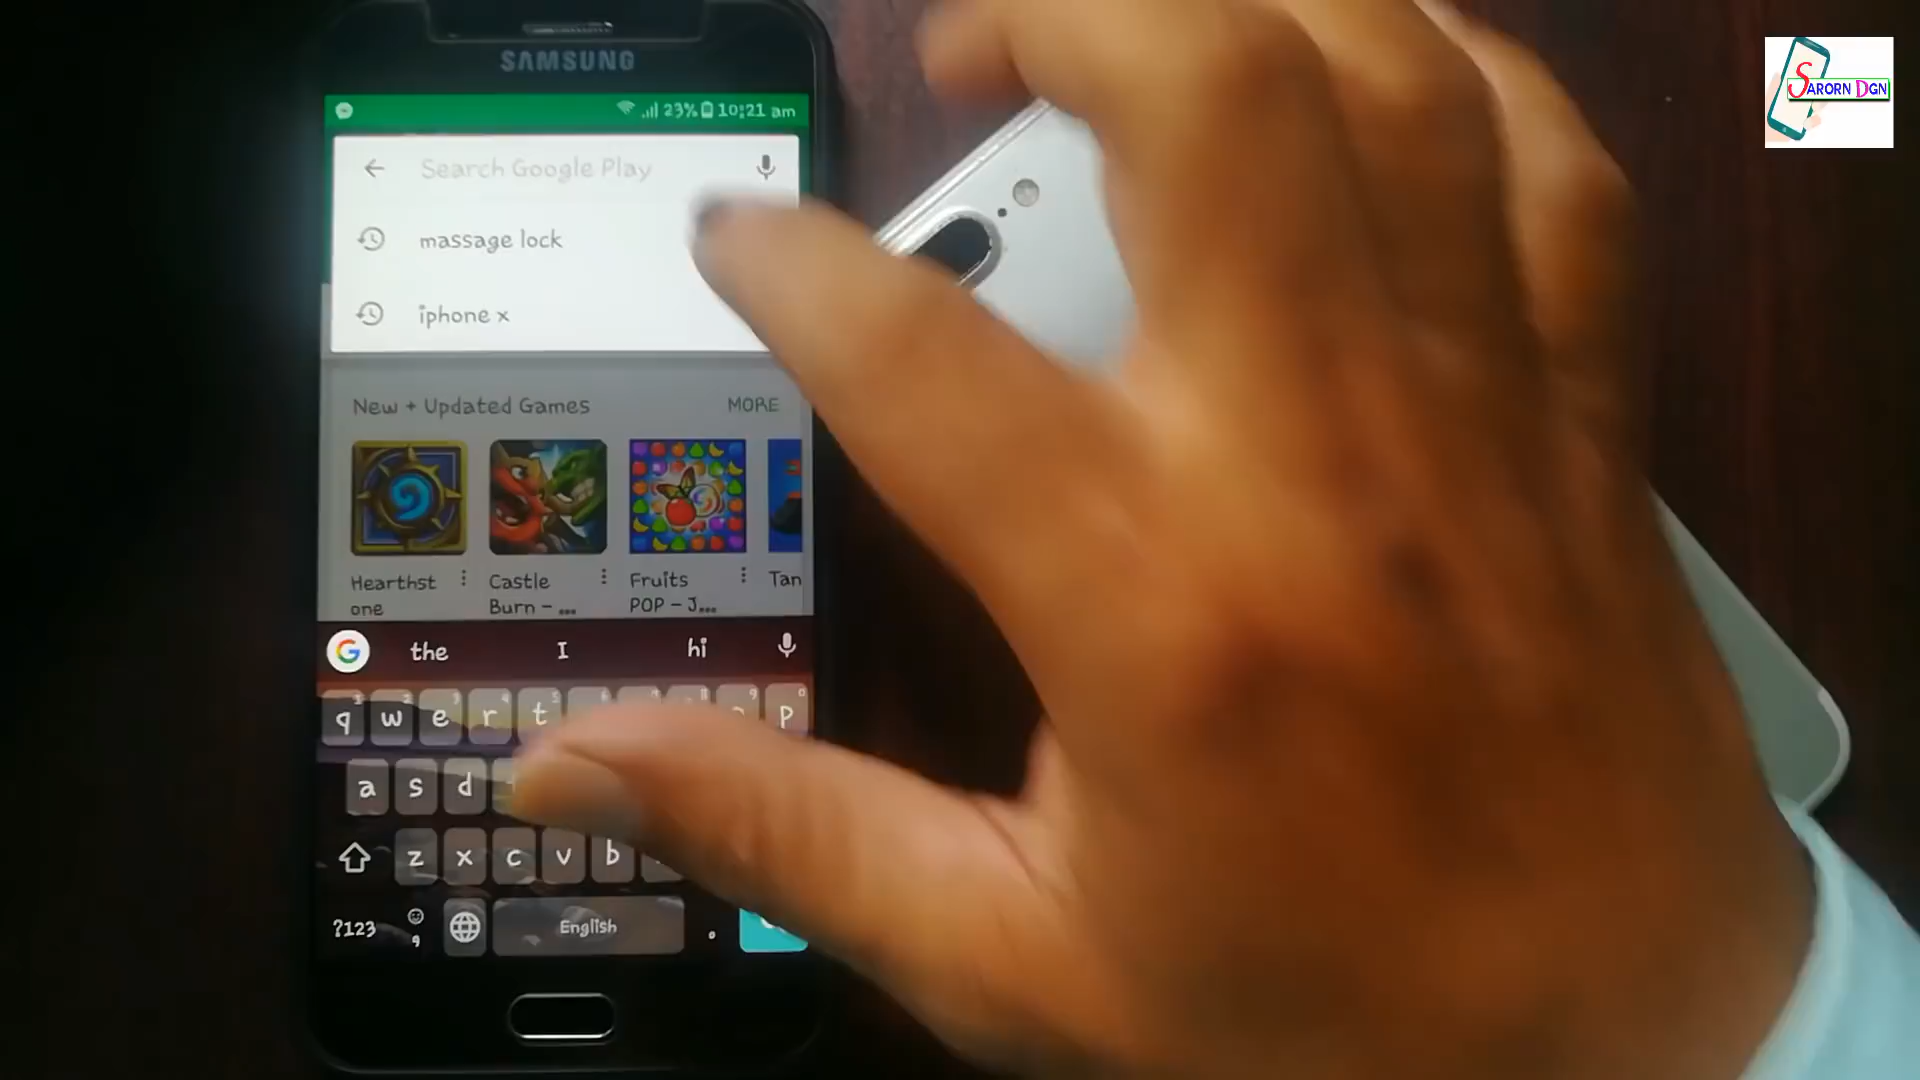 SAMSUNG
23% 10:21 am
Search Google Play
massage lock
iphone x
New + Updated Games MORE
Hearthst
one
Castle
Burn - ...
Fruits
POP - J...
Tan
G the I hi
q w e r t p
a s d
z x c v b
?123 English .
SARORN DGN